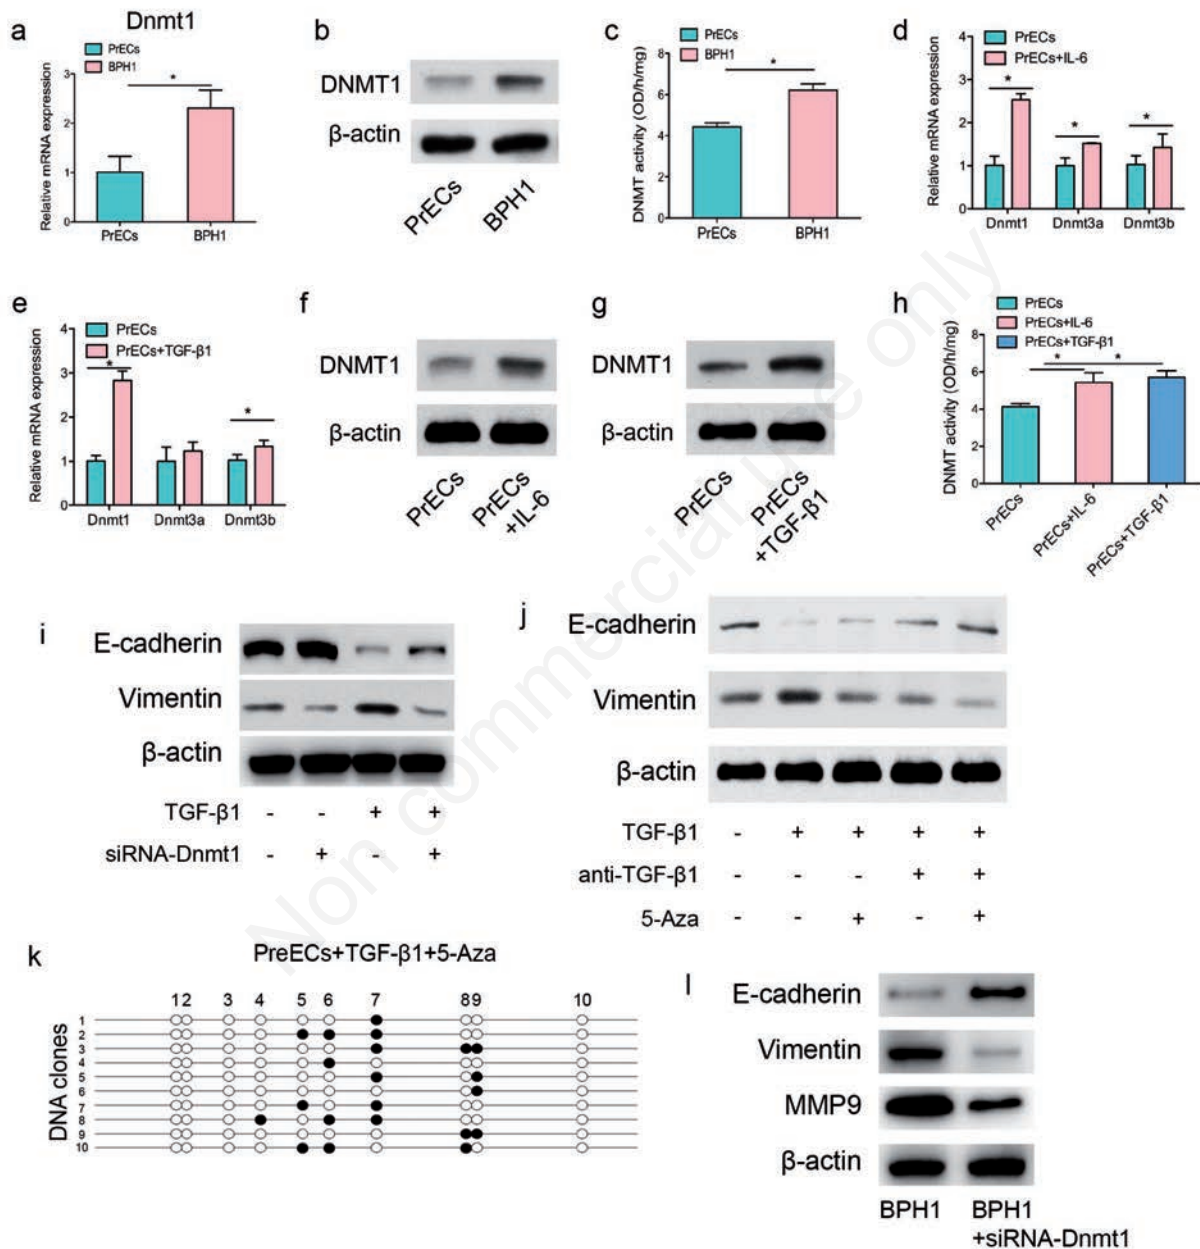 a
Dnmt1
PrECs
BPH1
Relative mRNA expression
3
2
1
0
*
PrECs BPH1
b
DNMT1
β-actin
PrECs BPH1
c
PrECs
BPH1
DNMT activity (OD/h/mg)
8
6
4
2
0
*
PrECs BPH1
d
PrECs
PrECs+IL-6
Relative mRNA expression
4
3
2
1
0
* * *
Dnmt1 Dnmt3a Dnmt3b
e
PrECs
PrECs+TGF-β1
Relative mRNA expression
4
3
2
1
0
* *
Dnmt1 Dnmt3a Dnmt3b
f
DNMT1
β-actin
PrECs PrECs
+IL-6
g
DNMT1
β-actin
PrECs PrECs
+TGF-β1
h
PrECs
PrECs+IL-6
PrECs+TGF-β1
DNMT activity (OD/h/mg)
8
6
4
2
0
* *
PrECs PrECs+IL-6 PrECs+TGF-β1
i
E-cadherin
Vimentin
β-actin
TGF-β1 - - + +
siRNA-Dnmt1 - + - +
j
E-cadherin
Vimentin
β-actin
TGF-β1 - + + + +
anti-TGF-β1 - - - + +
5-Aza - - + - +
k
PreECs+TGF-β1+5-Aza
1 2 3 4 5 6 7 8 9 10
DNA clones
1
2
3
4
5
6
7
8
9
10
l
E-cadherin
Vimentin
MMP9
β-actin
BPH1 BPH1
+siRNA-Dnmt1
Non commercial use only